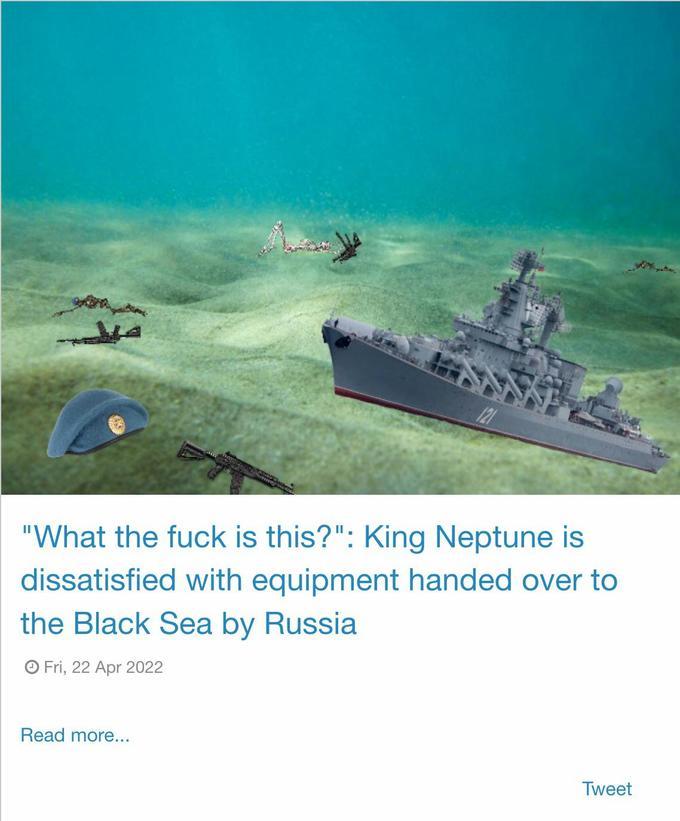 121
"What the fuck is this?": King Neptune is
dissatisfied with equipment handed over to
the Black Sea by Russia
Fri, 22 Apr 2022
Read more...
Tweet